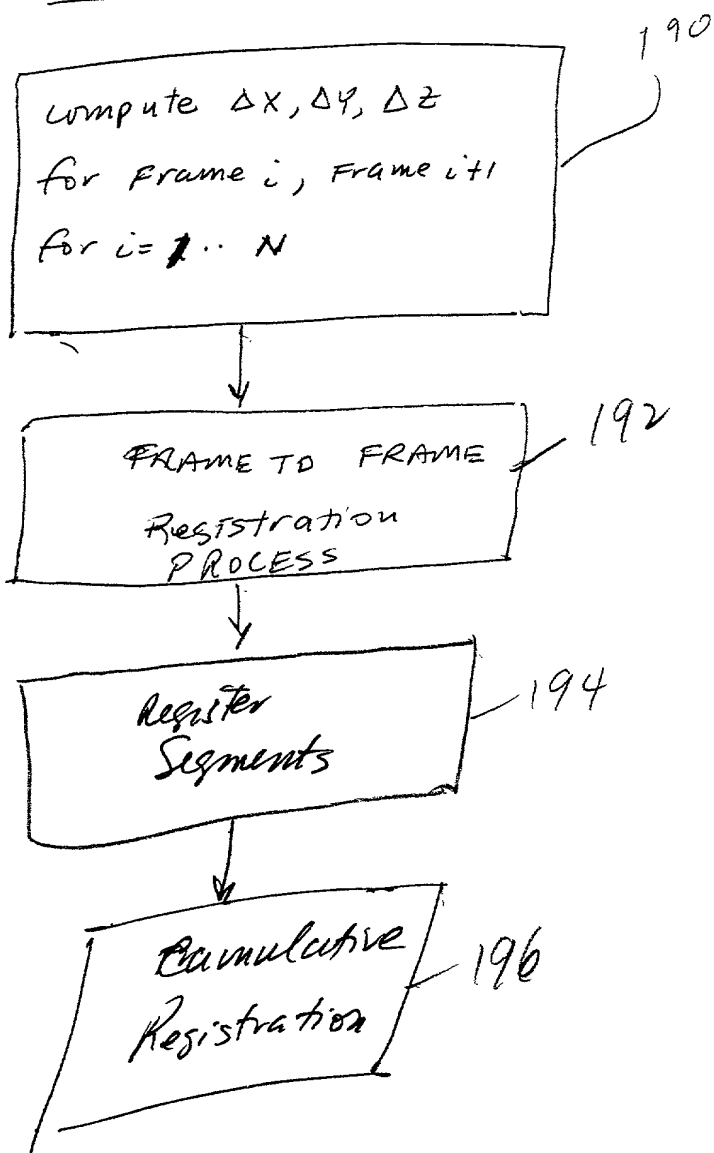 190
compute ΔX, ΔY, ΔZ
for Frame i, Frame i+1
for i= 1.. N
192
FRAME TO FRAME
Registration
PROCESS
194
Register
Segments
196
Cumulative
Registration